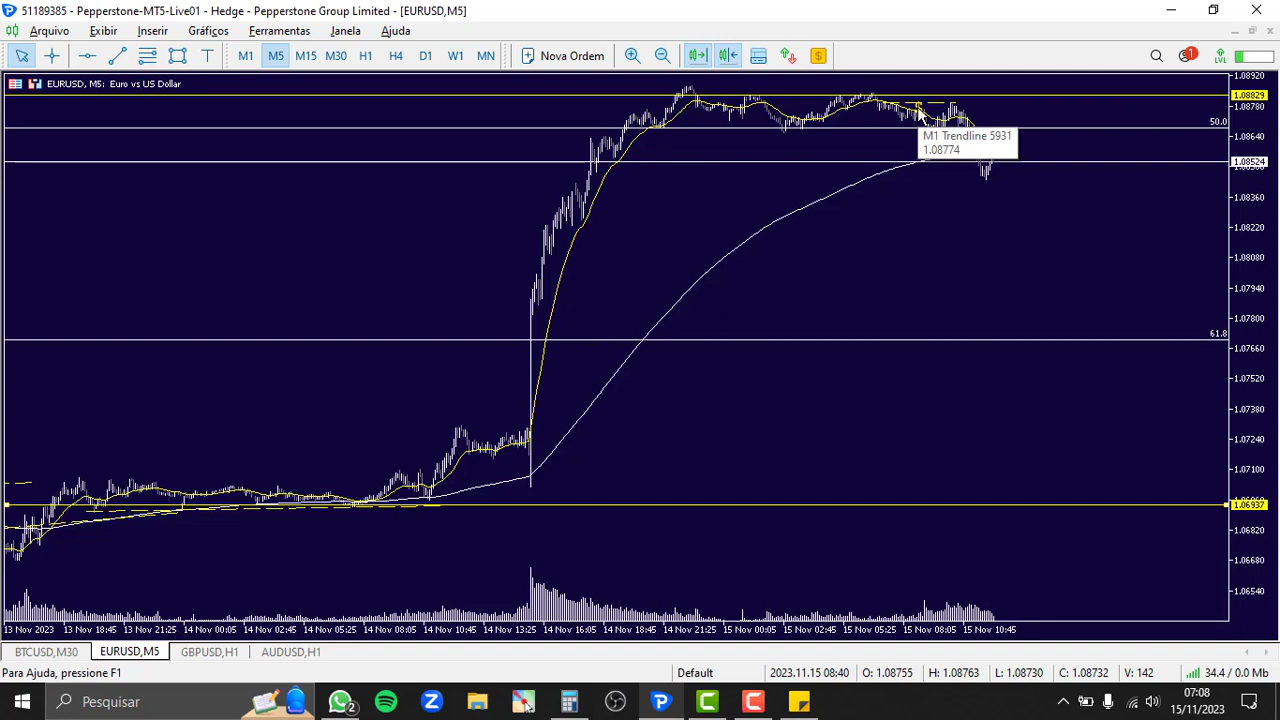 51189385 - Pepperstone-MT5-Live01 - Hedge - Pepperstone Group Limited - [EURUSD,M5]
Arquivo Exibir Inserir Gráficos Ferramentas Janela Ajuda
M1 M5 M15 M30 H1 H4 D1 W1 MN Nova Ordem 1 LVL
EURUSD, M5: Euro vs US Dollar
1.08920
1.08829
1.08780
50.0
1.08640
M1 Trendline 5931
1.08774
1.08524
1.08360
1.08220
1.08080
1.07940
1.07800
61.8
1.07660
1.07520
1.07380
1.07240
1.07100
1.06937
1.06820
1.06680
1.06540
13 Nov 2023 13 Nov 18:45 13 Nov 21:25 14 Nov 00:05 14 Nov 02:45 14 Nov 05:25 14 Nov 08:05 14 Nov 10:45 14 Nov 13:25 14 Nov 16:05 14 Nov 18:45 14 Nov 21:25 15 Nov 00:05 15 Nov 02:45 15 Nov 05:25 15 Nov 08:05 15 Nov 10:45
BTCUSD,M30 EURUSD,M5 GBPUSD,H1 AUDUSD,H1
Para Ajuda, pressione F1 Default 2023.11.15 08:40 O: 1.08755 H: 1.08763 L: 1.08730 C: 1.08732 V: 142 34.4 / 0.0 Mb
Pesquisar 2 07:08
15/11/2023